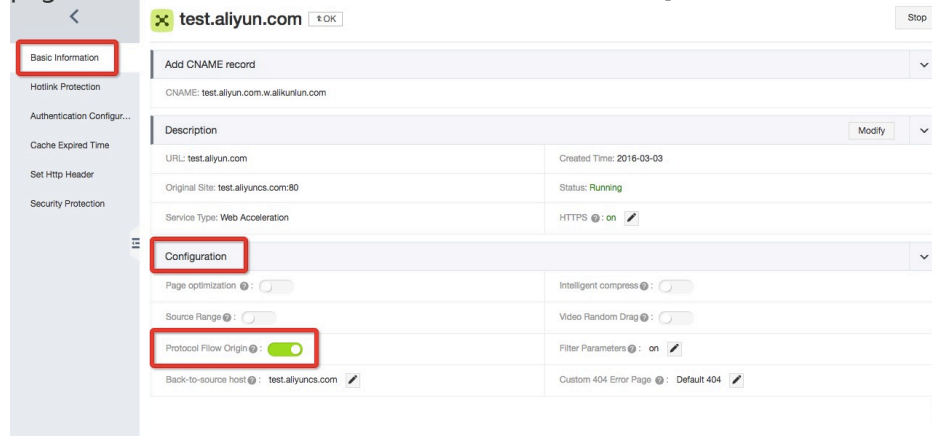 test.aliyun.com OK
Stop
Basic Information
Hotlink Protection
Authentication Configur...
Cache Expired Time
Set Http Header
Security Protection
Add CNAME record
CNAME: test.aliyun.com.w.alikunlun.com
Description
Modify
URL: test.aliyun.com
Created Time: 2016-03-03
Original Site: test.aliyuncs.com:80
Status: Running
Service Type: Web Acceleration
HTTPS : on
Configuration
Page optimization :
Intelligent compress :
Source Range :
Video Random Drag :
Protocol Fllow Origin :
Filter Parameters : on
Back-to-source host : test.aliyuncs.com
Custom 404 Error Page : Default 404